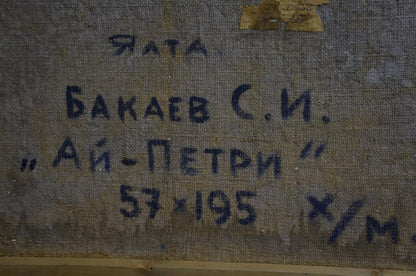 Ялта.
Бакаев С.И.
„Ай-Петри"
57×195 х/м.